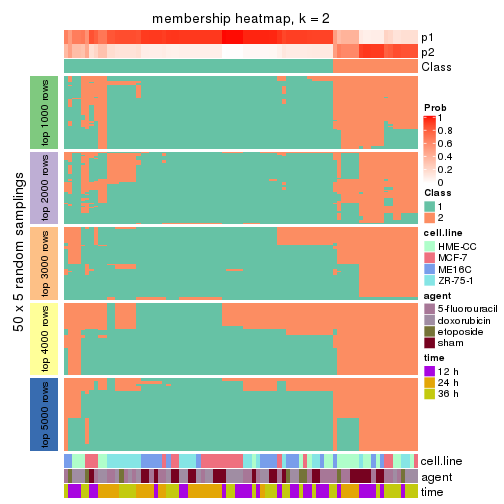 membership heatmap, k = 2
p1
p2
Class
50 x 5 random samplings
top 1000 rows
top 2000 rows
top 3000 rows
top 4000 rows
top 5000 rows
Prob
1
0.8
0.6
0.4
0.2
0
Class
1
2
cell.line
HME-CC
MCF-7
ME16C
ZR-75-1
agent
5-fluorouracil
doxorubicin
etoposide
sham
time
12 h
24 h
36 h
cell.line
agent
time